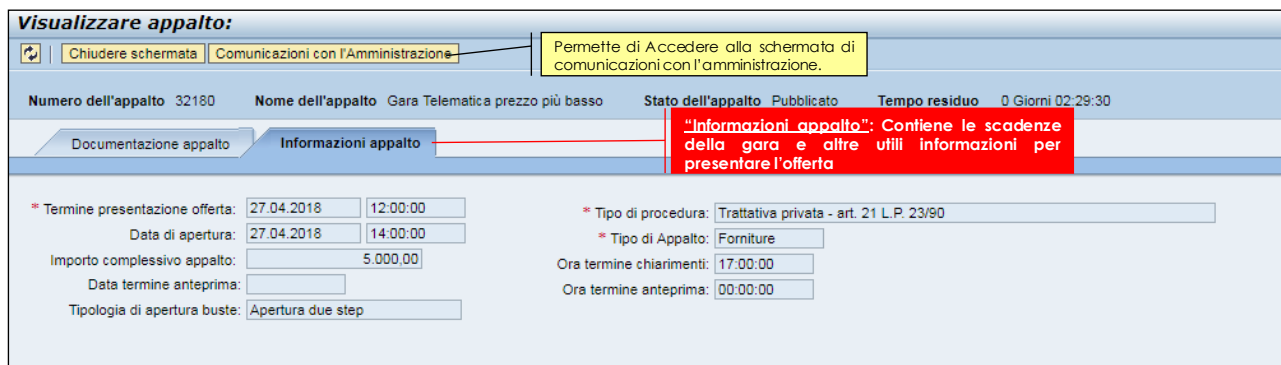 Visualizzare appalto:
Chiudere schermata Comunicazioni con l'Amministrazione
Permette di Accedere alla schermata di
comunicazioni con l'amministrazione.
Numero dell'appalto 32180 Nome dell'appalto Gara Telematica prezzo più basso Stato dell'appalto Pubblicato Tempo residuo 0 Giorni 02:29:30
Documentazione appalto Informazioni appalto
“Informazioni appalto”: Contiene le scadenze
della gara e altre utili informazioni per
presentare l'offerta
* Termine presentazione offerta: 27.04.2018 12:00:00 * Tipo di procedura: Trattativa privata - art. 21 L.P. 23/90
Data di apertura: 27.04.2018 14:00:00 * Tipo di Appalto: Forniture
Importo complessivo appalto: 5.000,00 Ora termine chiarimenti: 17:00:00
Data termine anteprima: Ora termine anteprima: 00:00:00
Tipologia di apertura buste: Apertura due step